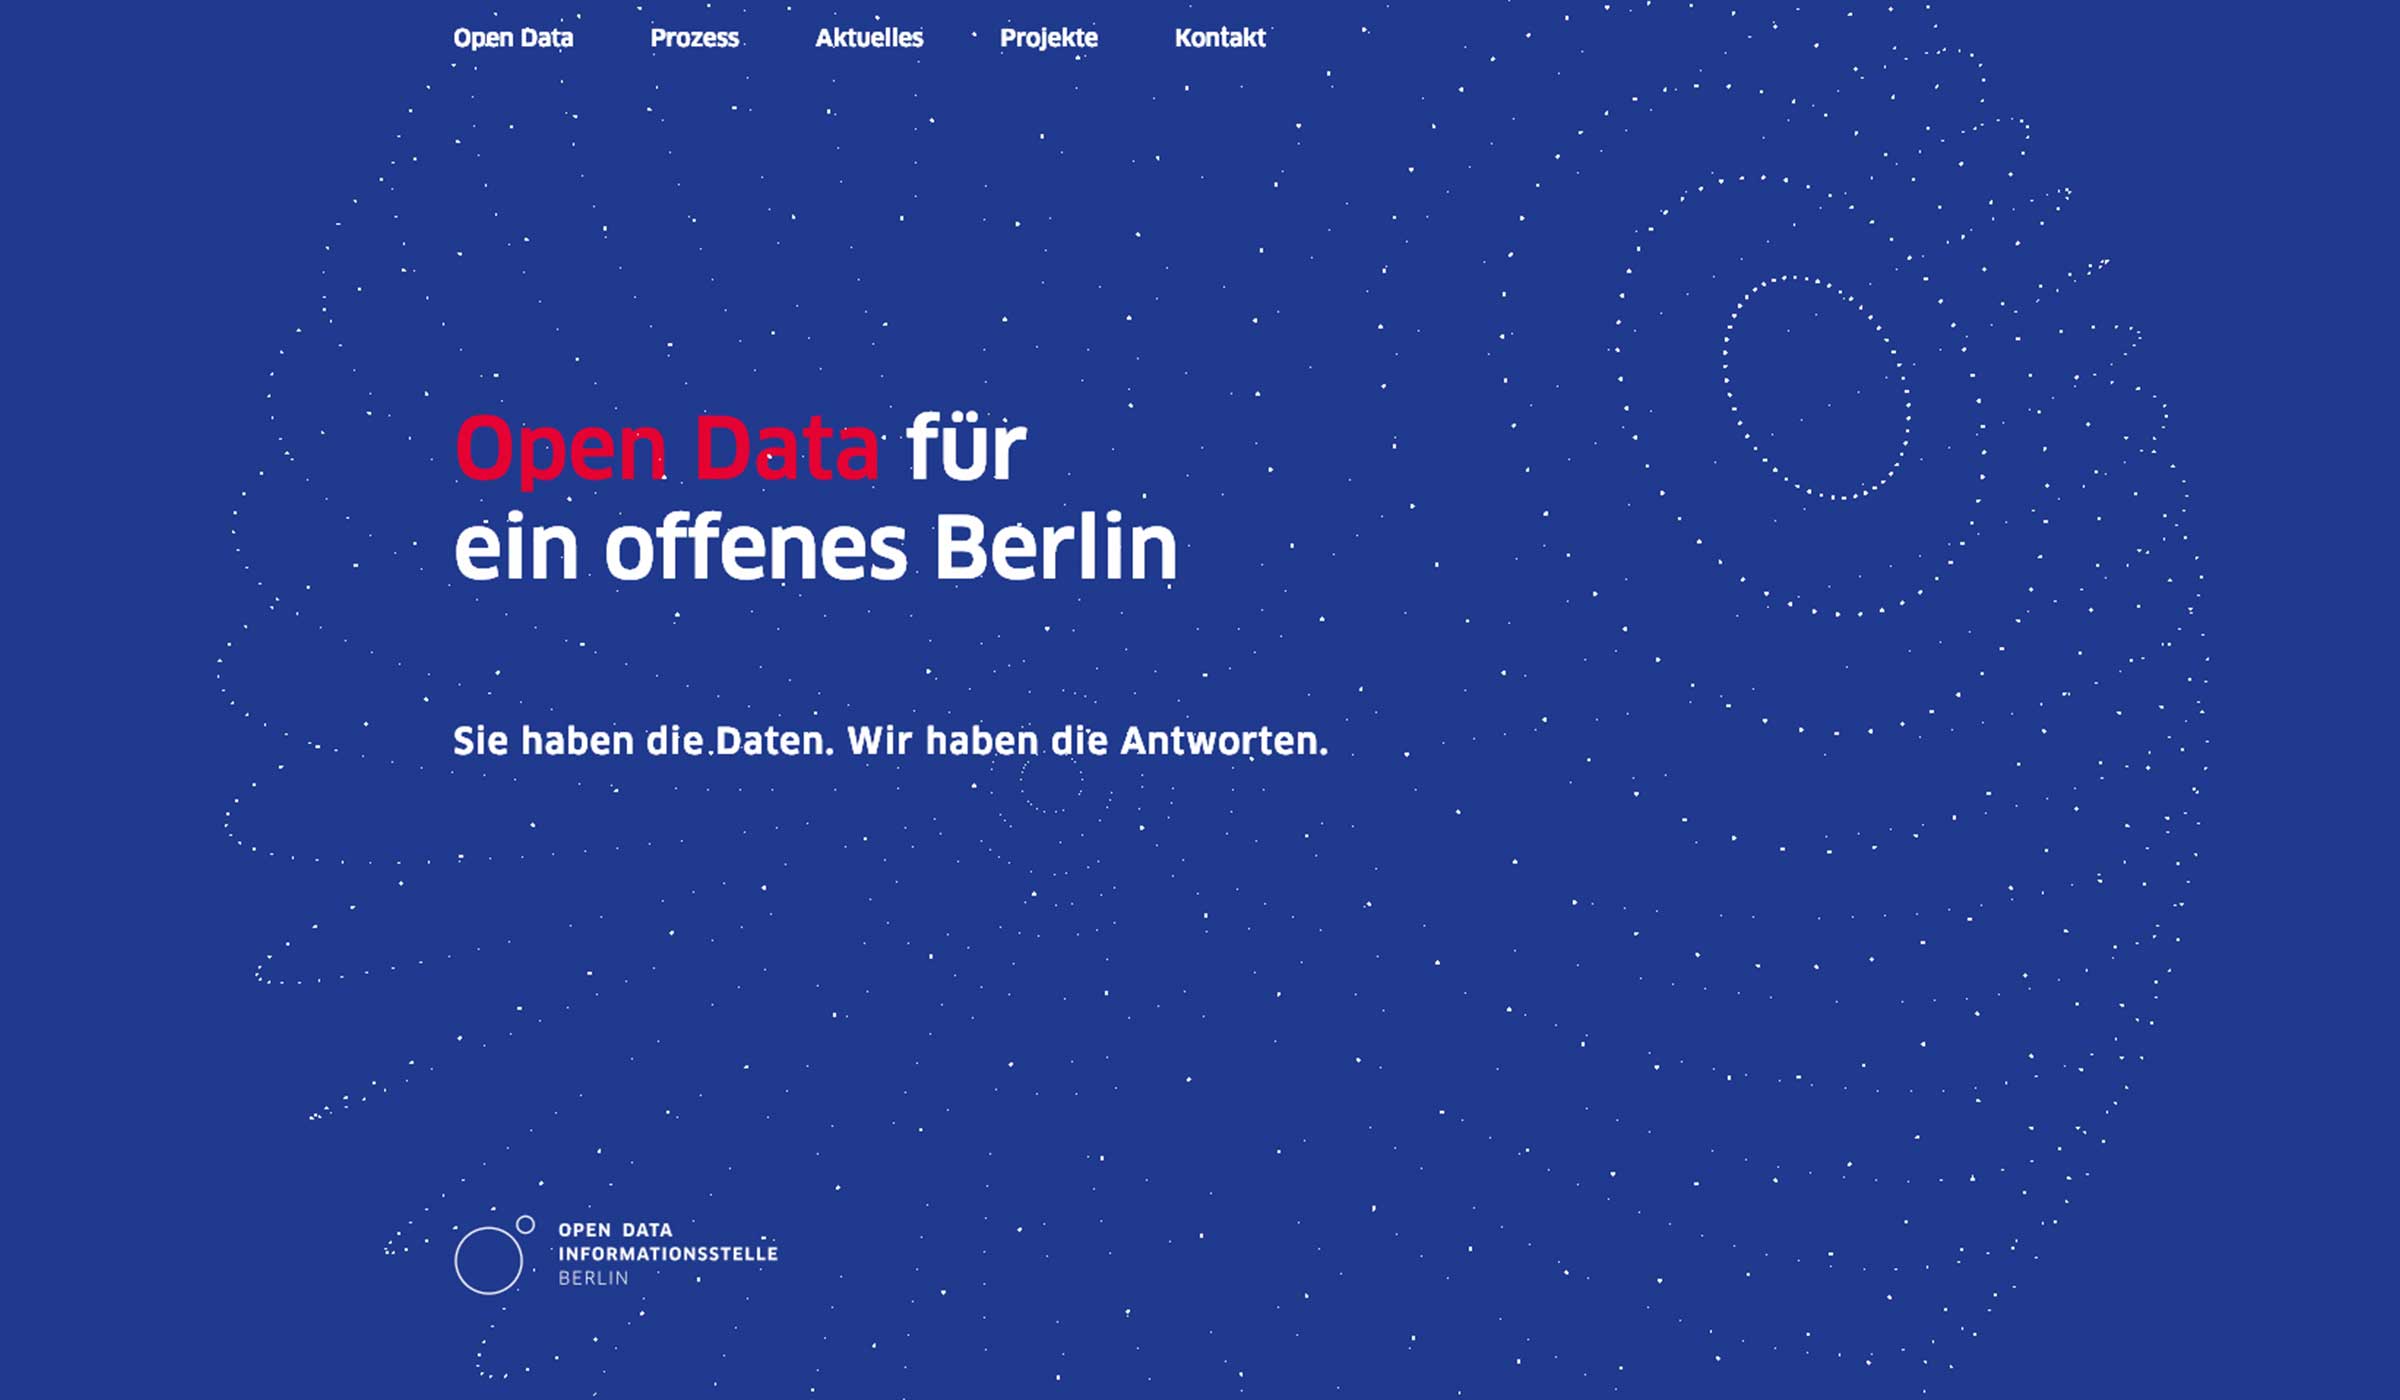 Open Data Prozess Aktuelles Projekte Kontakt
Open Data für
ein offenes Berlin
Sie haben die Daten. Wir haben die Antworten.
OPEN DATA
INFORMATIONSSTELLE
BERLIN